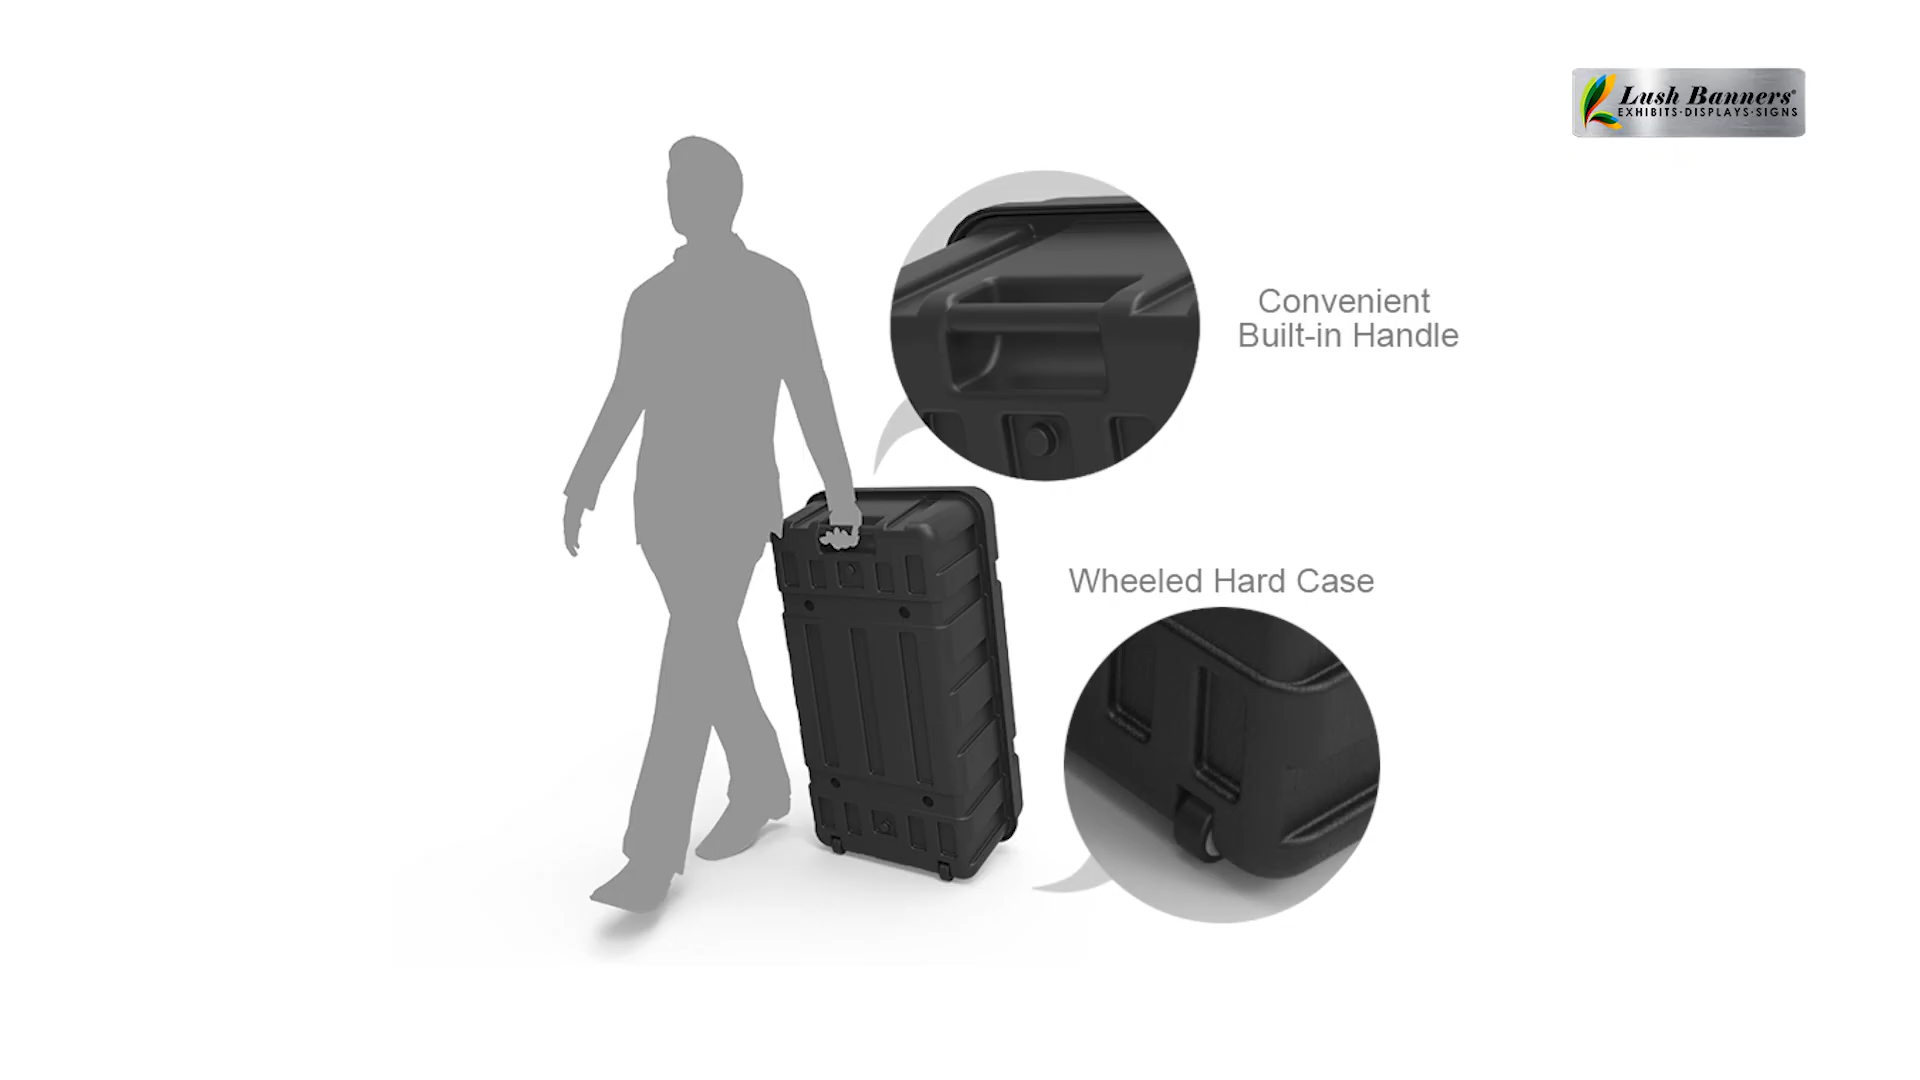 Lush Banners®
EXHIBITS·DISPLAYS·SIGNS
Convenient
Built-in Handle
Wheeled Hard Case